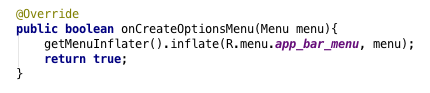 @Override
public boolean onCreateOptionsMenu(Menu menu){
    getMenuInflater().inflate(R.menu.app_bar_menu, menu);
    return true;
}